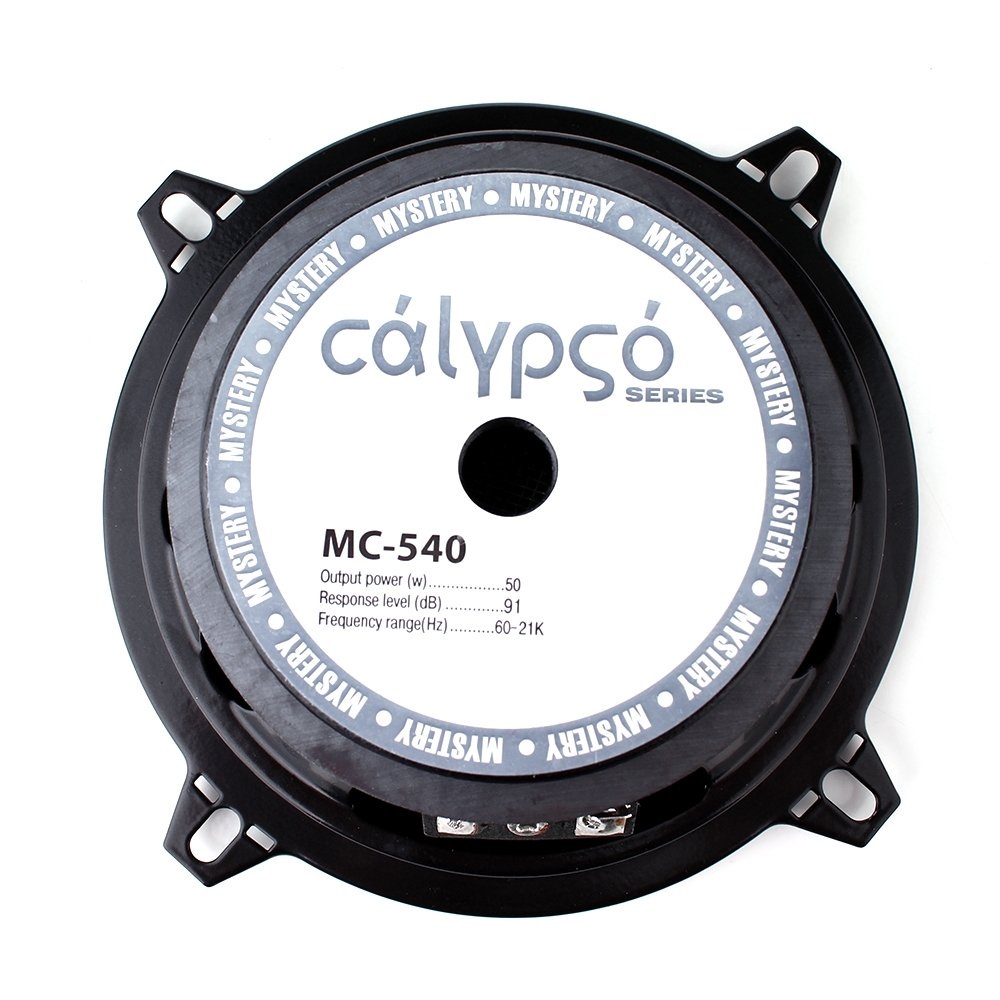 MYSTERY • MYSTERY • MYSTERY • MYSTERY • MYSTERY • MYSTERY • MYSTERY • MYSTERY • MYSTERY • MYSTERY • MYSTERY • MYSTERY •
cálypsó
SERIES
MC-540
Output power (w).................50
Response level (dB) .............91
Frequency range(Hz)..........60-21K